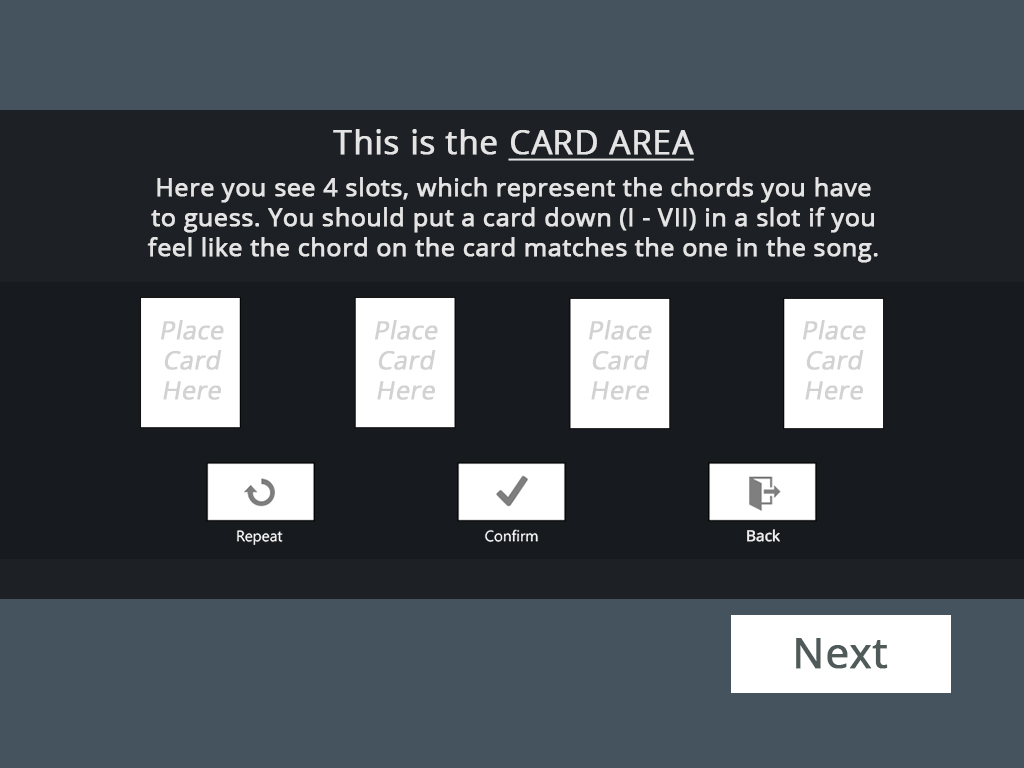 This is the CARD AREA
Here you see 4 slots, which represent the chords you have
to guess. You should put a card down (I - VII) in a slot if you
feel like the chord on the card matches the one in the song.
Place Card Here
Place Card Here
Place Card Here
Place Card Here
Repeat
Confirm
Back
Next